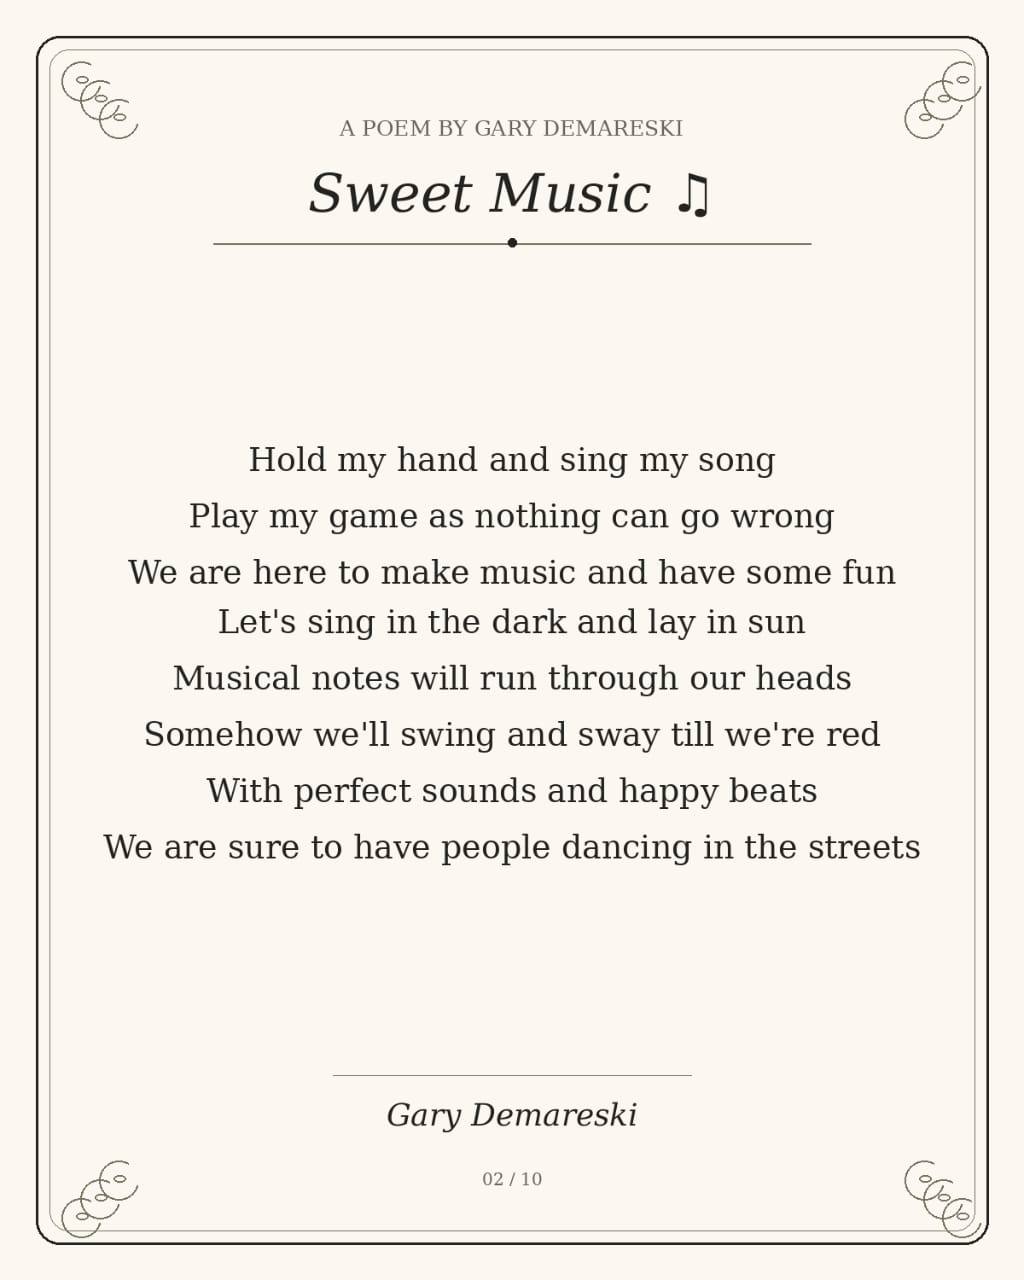 A POEM BY GARY DEMARESKI
Sweet Music ♫
Hold my hand and sing my song
Play my game as nothing can go wrong
We are here to make music and have some fun
Let's sing in the dark and lay in sun
Musical notes will run through our heads
Somehow we'll swing and sway till we're red
With perfect sounds and happy beats
We are sure to have people dancing in the streets
Gary Demareski
02 / 10